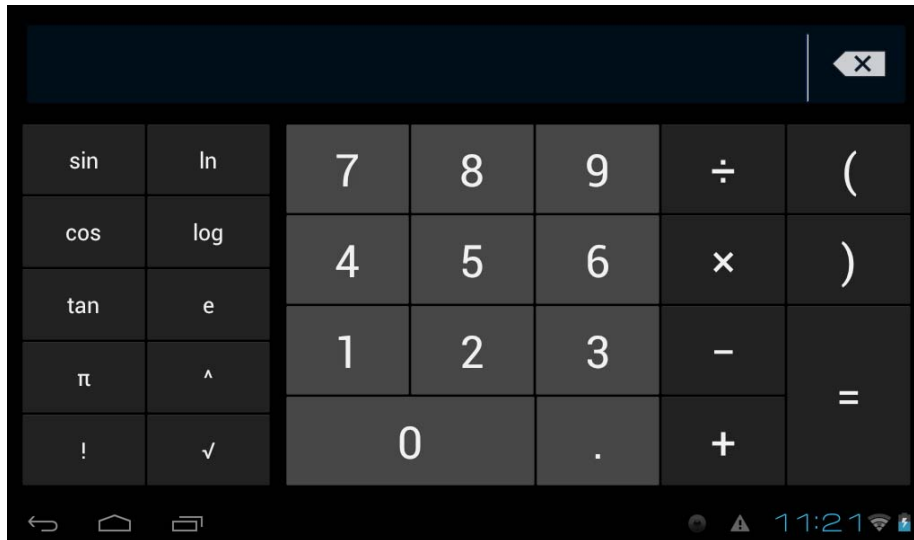 sin ln 7 8 9 ÷ (
cos log 4 5 6 × )
tan e 1 2 3 −
π ^ =
! √ 0 . +
11:21